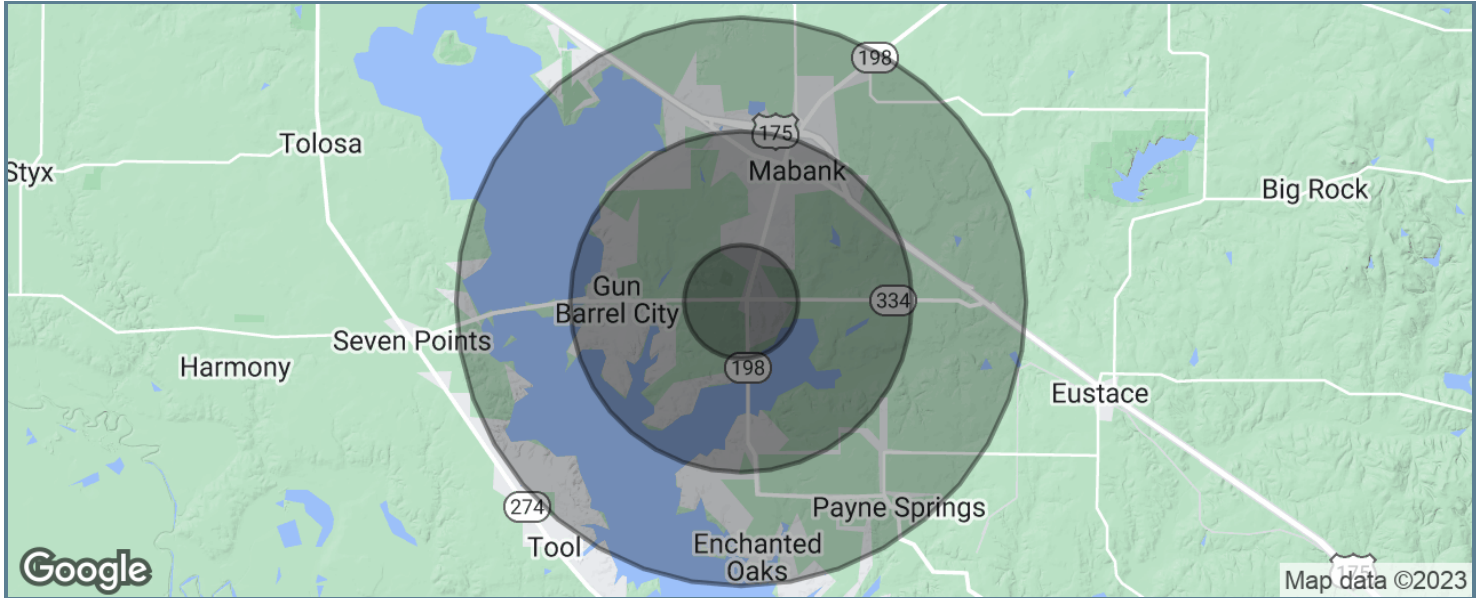 198
175
Tolosa
Mabank
Styx
Big Rock
Gun
Barrel City
334
Seven Points
Harmony
198
Eustace
274
Payne Springs
Tool
Enchanted
Oaks
175
Google
Map data ©2023